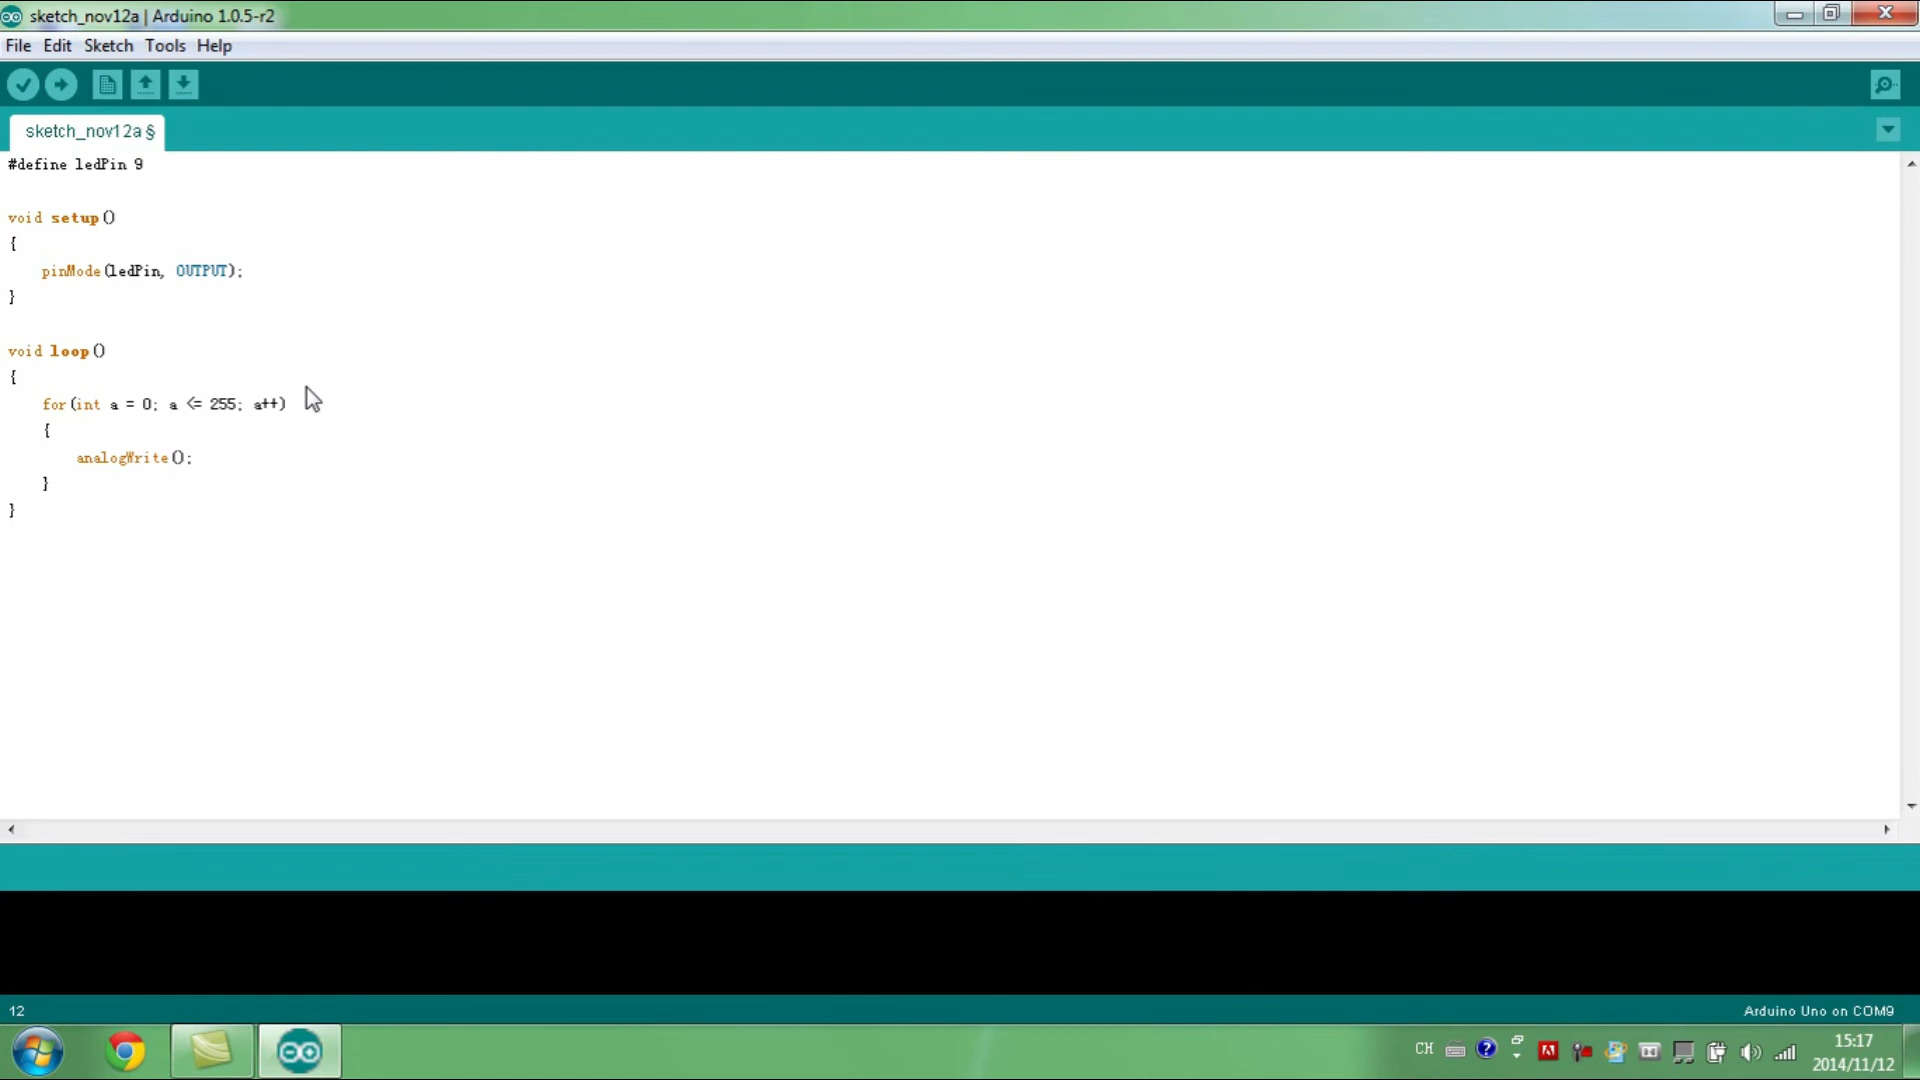 sketch_nov12a | Arduino 1.0.5-r2
File Edit Sketch Tools Help
sketch_nov12a §
#define ledPin 9
void setup()
{
pinMode(ledPin, OUTPUT);
}
void loop()
{
for(int a = 0; a <= 255; a++)
{
analogWrite();
}
}
12
Arduino Uno on COM9
CH
15:17
2014/11/12